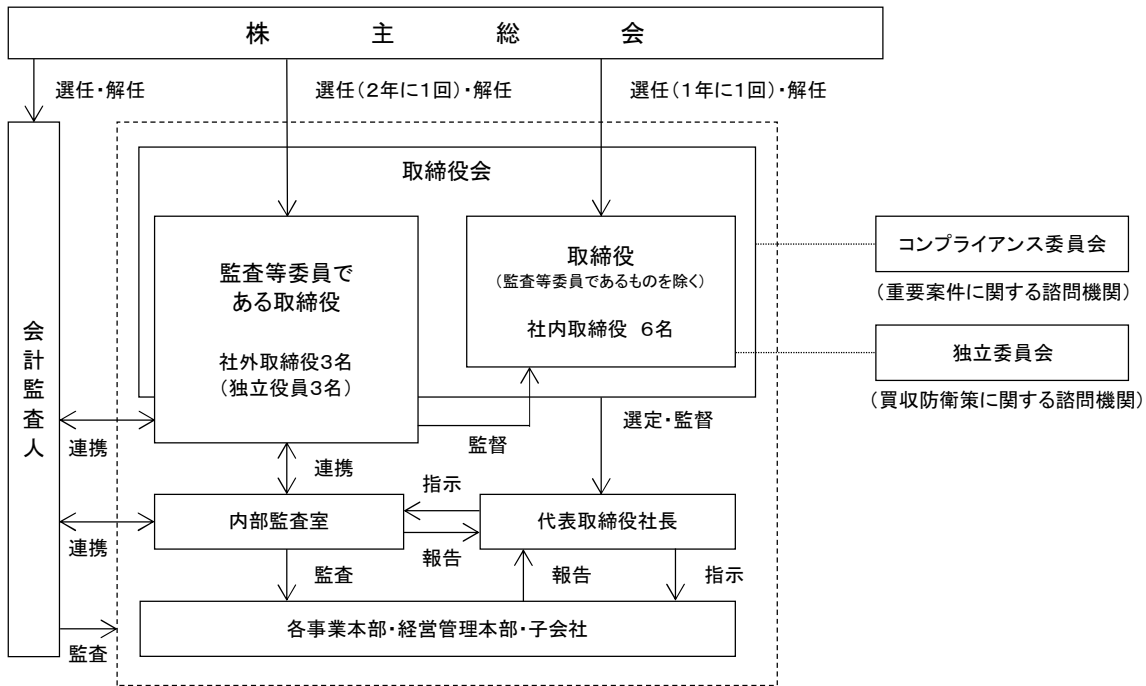 株主総会
選任・解任
選任(2年に1回)・解任
選任(1年に1回)・解任
取締役会
監査等委員で
ある取締役
社外取締役3名
(独立役員3名)
取締役
(監査等委員であるものを除く)
社内取締役 6名
コンプライアンス委員会
(重要案件に関する諮問機関)
独立委員会
(買収防衛策に関する諮問機関)
会計監査人
連携
監督
選定・監督
連携
指示
内部監査室
代表取締役社長
連携
報告
監査
報告
指示
各事業本部・経営管理本部・子会社
監査